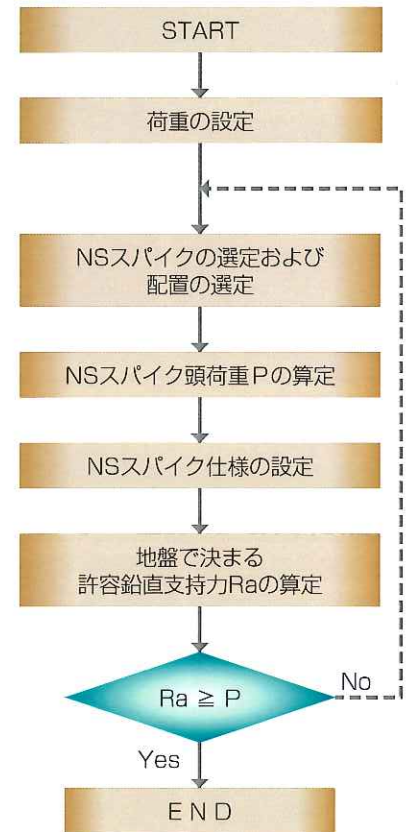 START
荷重の設定
NSスパイクの選定および
配置の選定
NSスパイク頭荷重Pの算定
NSスパイク仕様の設定
地盤で決まる
許容鉛直支持力Raの算定
Ra ≧ P
No
Yes
END